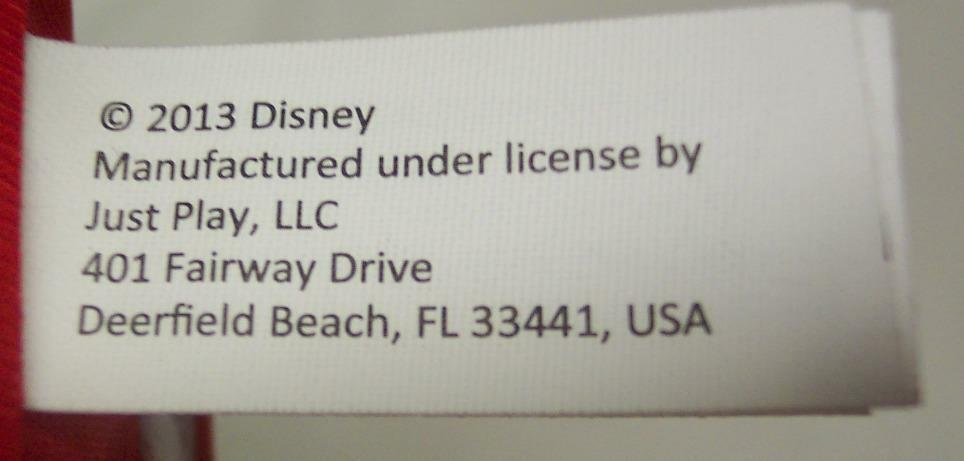 © 2013 Disney
Manufactured under license by
Just Play, LLC
401 Fairway Drive
Deerfield Beach, FL 33441, USA